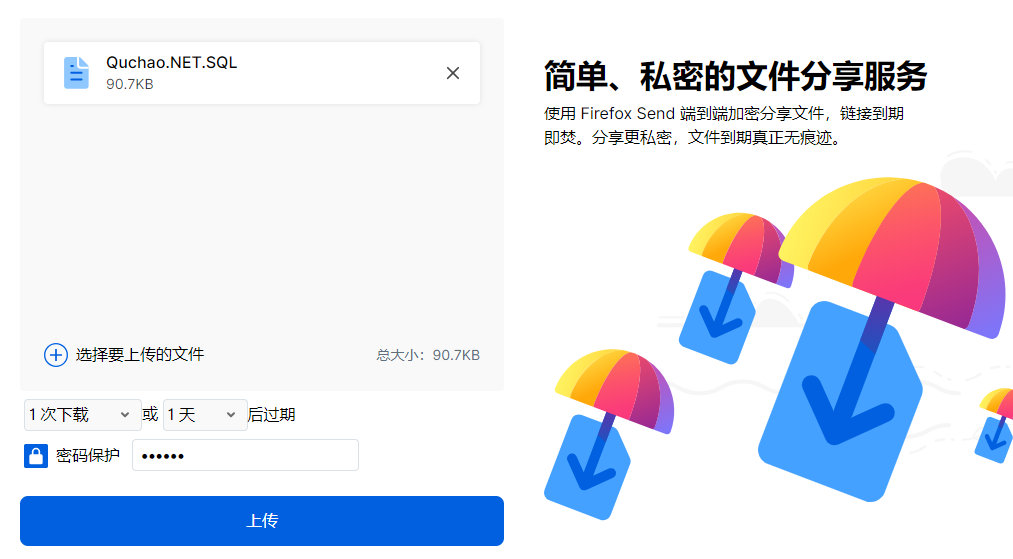 Quchao.NET.SQL
90.7KB
选择要上传的文件
总大小：90.7KB
1 次下载 或 1 天 后过期
密码保护 ••••••
上传
简单、私密的文件分享服务
使用 Firefox Send 端到端加密分享文件，链接到期
即焚。分享更私密，文件到期真正无痕迹。